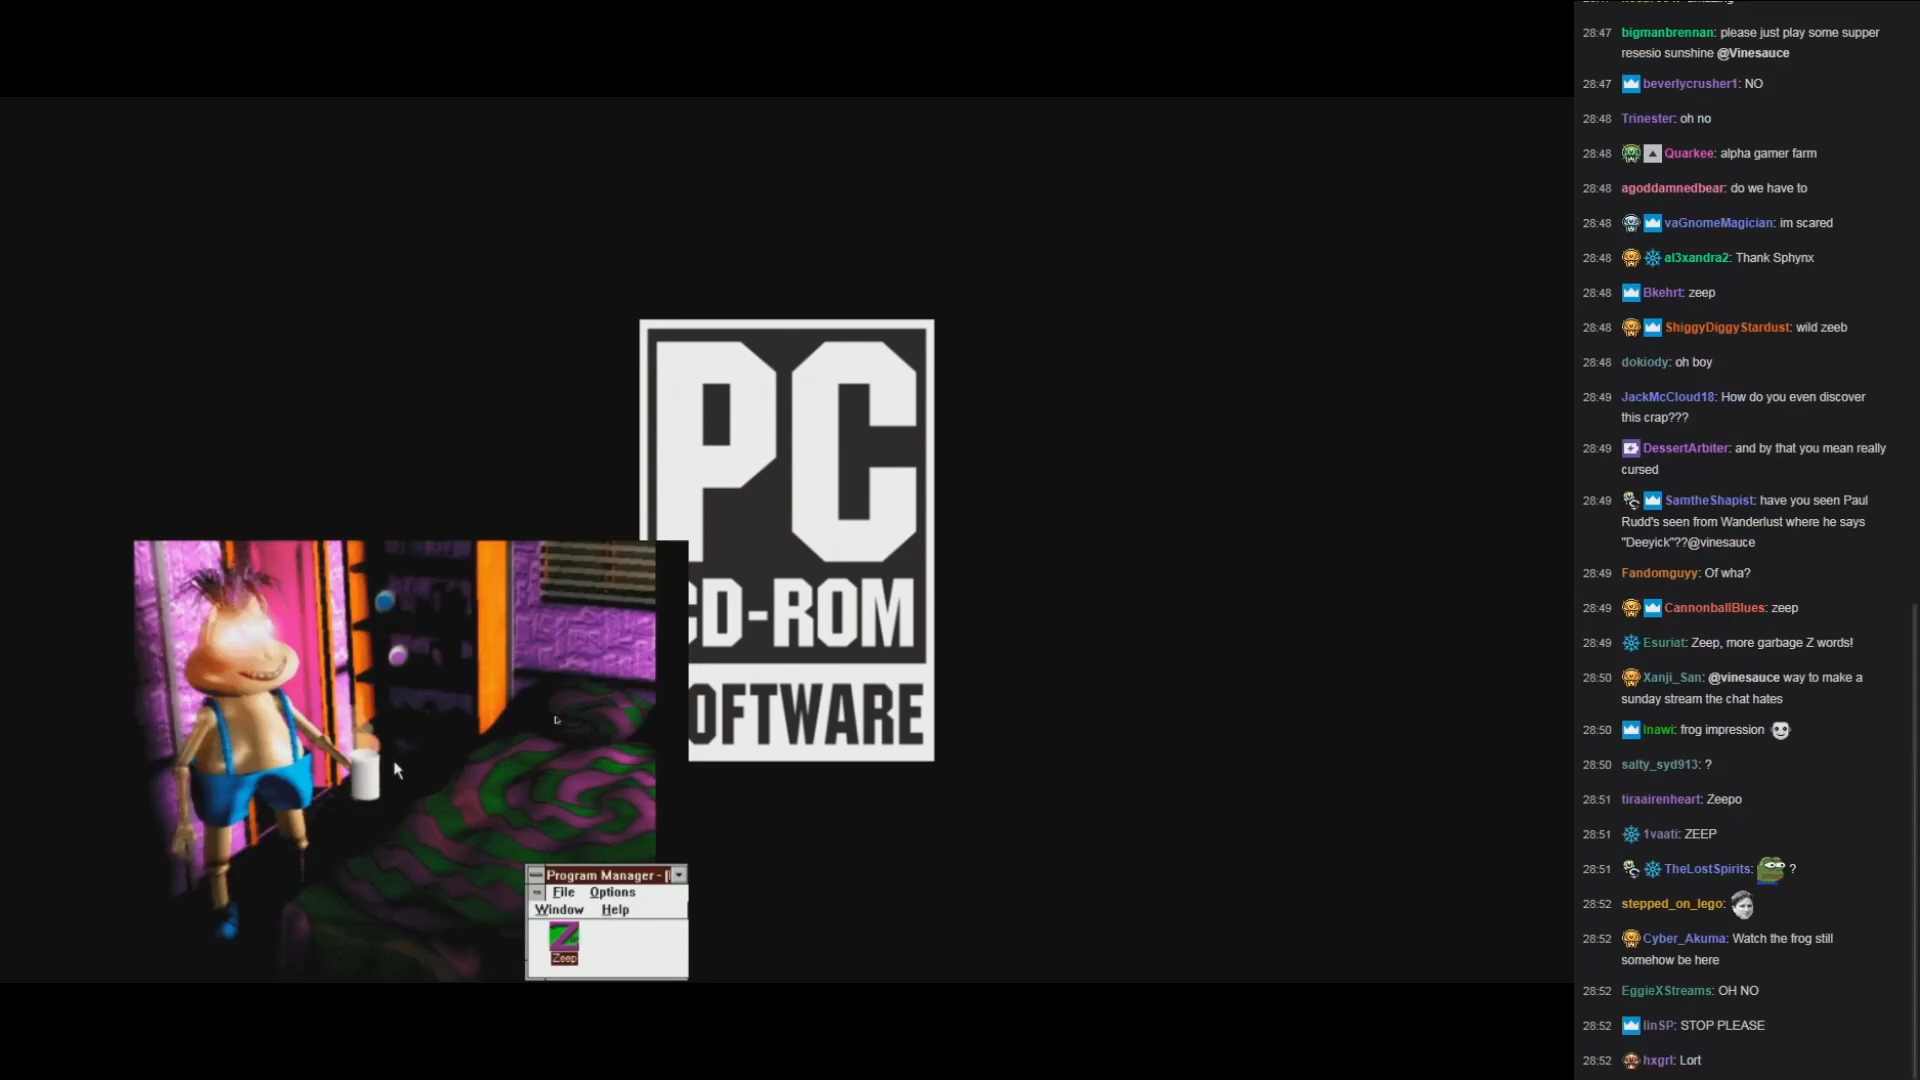 PC
CD-ROM
SOFTWARE
Program Manager - [
File Options
Window Help
Zeep
28:47 bigmanbrennan: please just play some supper
resesio sunshine @Vinesauce
28:47 beverlycrusher1: NO
28:48 Trinester: oh no
28:48 Quarkee: alpha gamer farm
28:48 agoddamnedbear: do we have to
28:48 vaGnomeMagician: im scared
28:48 al3xandra2: Thank Sphynx
28:48 Bkehrt: zeep
28:48 ShiggyDiggyStardust: wild zeeb
28:48 dokiody: oh boy
28:49 JackMcCloud18: How do you even discover
this crap???
28:49 DessertArbiter: and by that you mean really
cursed
28:49 SamtheShapist: have you seen Paul
Rudd's seen from Wanderlust where he says
"Deeyick"??@vinesauce
28:49 Fandomguyy: Of wha?
28:49 CannonballBlues: zeep
28:49 Esuriat: Zeep, more garbage Z words!
28:50 Xanji_San: @vinesauce way to make a
sunday stream the chat hates
28:50 Inawi: frog impression
28:50 salty_syd913: ?
28:51 tiraairenheart: Zeepo
28:51 1vaati: ZEEP
28:51 TheLostSpirits: ?
28:52 stepped_on_lego:
28:52 Cyber_Akuma: Watch the frog still
somehow be here
28:52 EggieXStreams: OH NO
28:52 linSP: STOP PLEASE
28:52 hxgrl: Lort